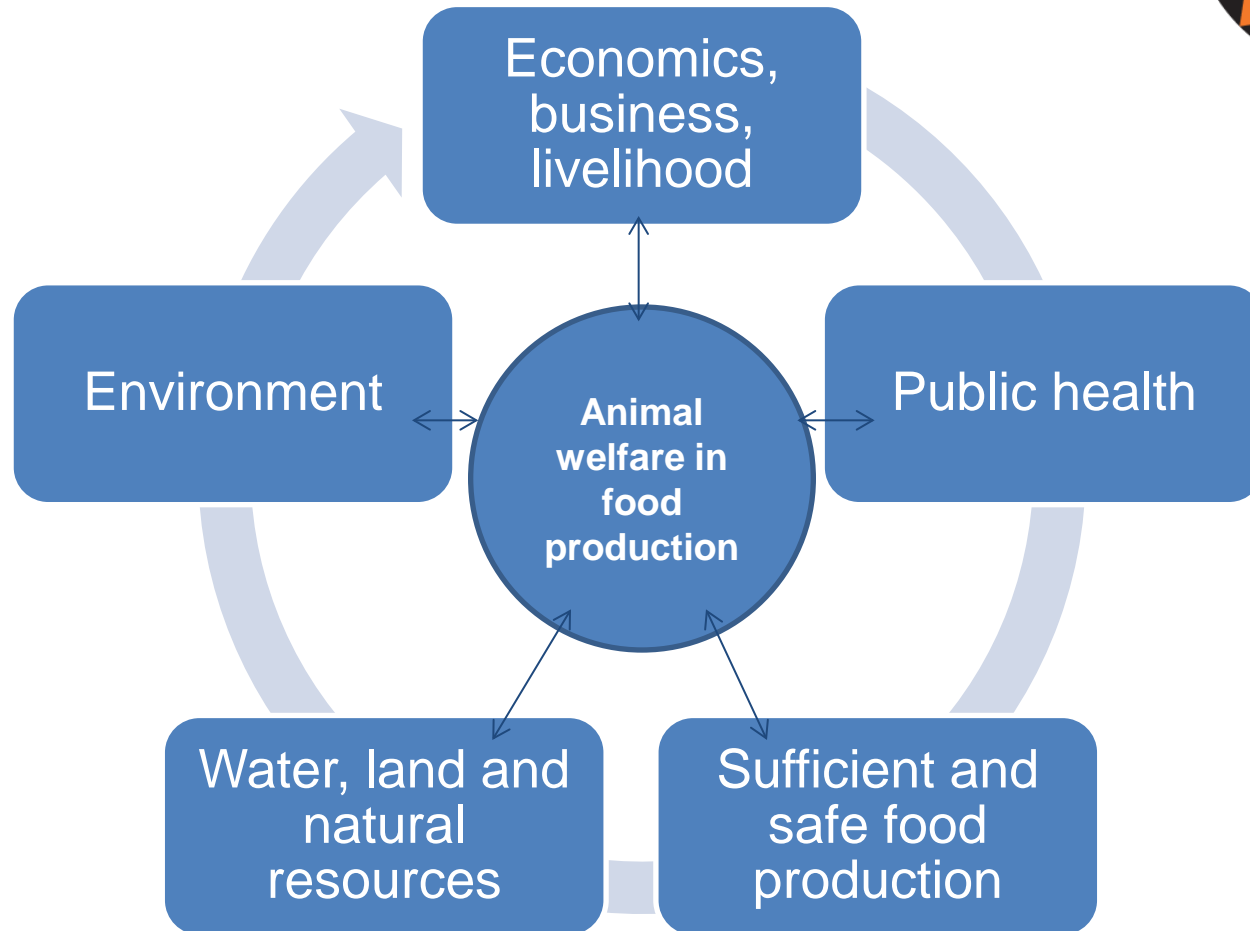 Economics,
business,
livelihood
Environment
Animal
welfare in
food
production
Public health
Water, land and
natural
resources
Sufficient and
safe food
production